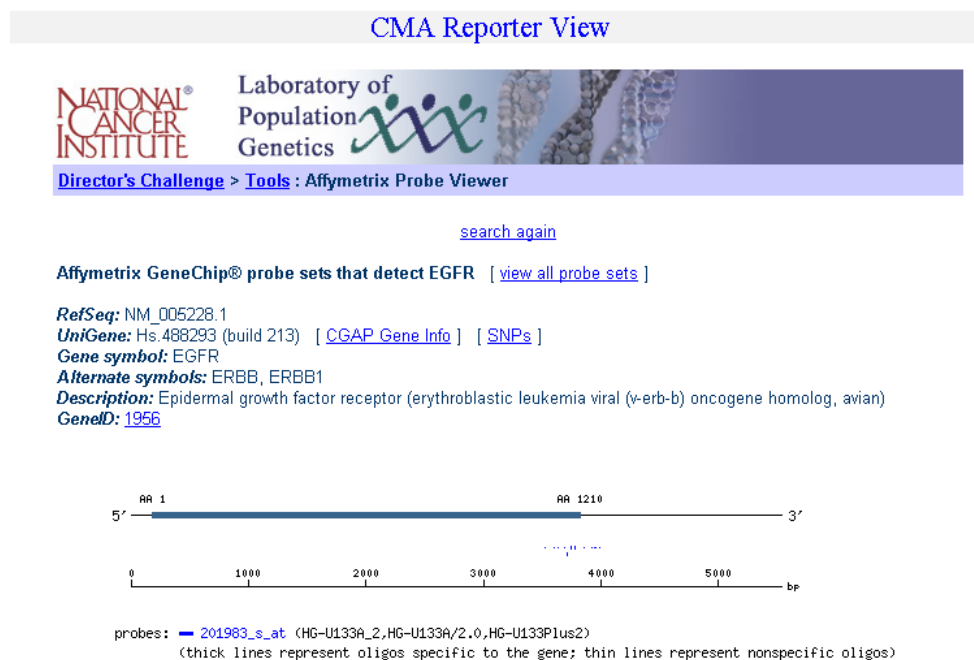 CMA Reporter View
NATIONAL®
CANCER
INSTITUTE
Laboratory of
Population
Genetics
Director's Challenge > Tools : Affymetrix Probe Viewer
search again
Affymetrix GeneChip® probe sets that detect EGFR [ view all probe sets ]
RefSeq: NM_005228.1
UniGene: Hs.488293 (build 213) [ CGAP Gene Info ] [ SNPs ]
Gene symbol: EGFR
Alternate symbols: ERBB, ERBB1
Description: Epidermal growth factor receptor (erythroblastic leukemia viral (v-erb-b) oncogene homolog, avian)
GeneID: 1956
AA 1 AA 1210
5' 3'
0 1000 2000 3000 4000 5000
bp
probes: 201983_s_at (HG-U133A_2,HG-U133A/2.0,HG-U133Plus2)
(thick lines represent oligos specific to the gene; thin lines represent nonspecific oligos)